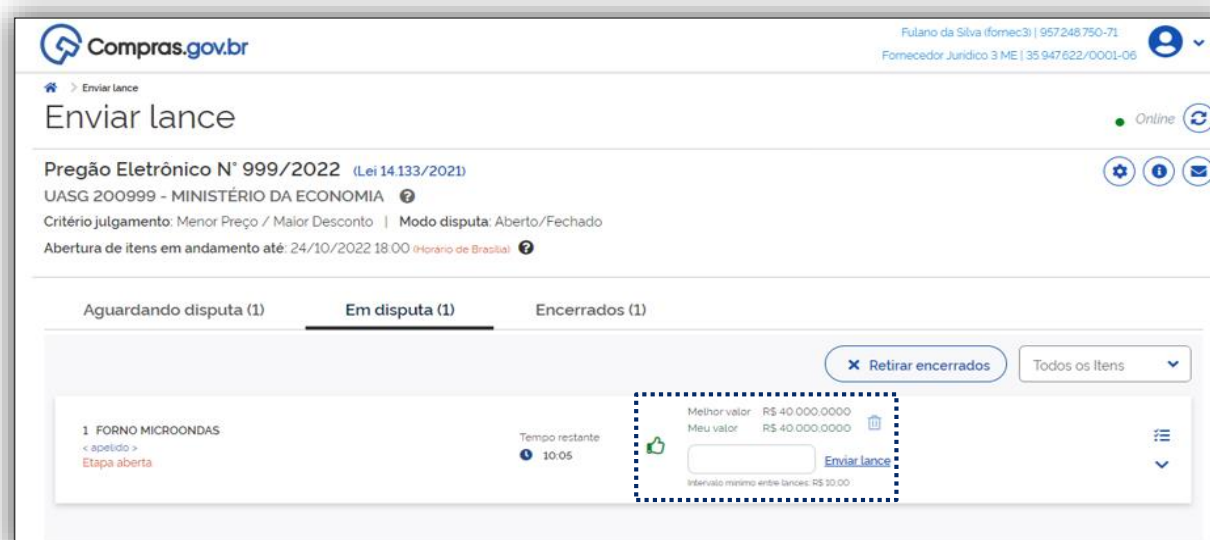 Compras.gov.br
Fulano da Silva (fornec3) | 957.248.750-71
Fornecedor Juridico 3 ME | 35.947.622/0001-06
> Enviar lance
Enviar lance
Online
Pregão Eletrônico N° 999/2022 (Lei 14.133/2021)
UASG 200999 - MINISTÉRIO DA ECONOMIA
Critério julgamento: Menor Preço / Maior Desconto | Modo disputa: Aberto/Fechado
Abertura de itens em andamento até: 24/10/2022 18:00 (Horário de Brasília)
Aguardando disputa (1) Em disputa (1) Encerrados (1)
Retirar encerrados Todos os Itens
1 FORNO MICROONDAS
< apelido >
Etapa aberta
Tempo restante
10:05
Melhor valor R$ 40.000,0000
Meu valor R$ 40.000,0000
Enviar lance
Intervalo mínimo entre lances: R$ 10,00